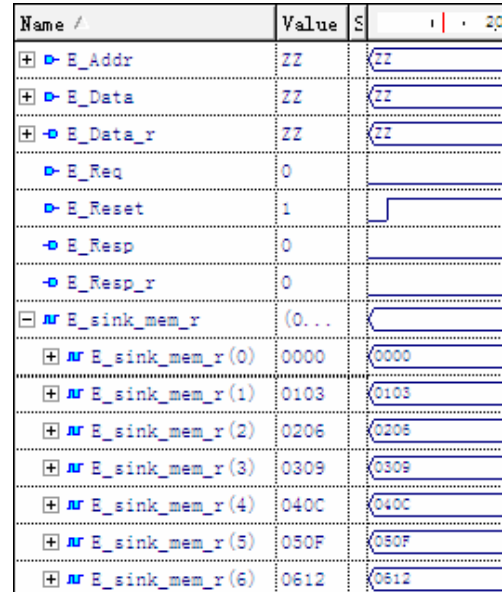 Name Value S 20
E_Addr ZZ ZZ
E_Data ZZ ZZ
E_Data_r ZZ ZZ
E_Req 0
E_Reset 1
E_Resp 0
E_Resp_r 0
E_sink_mem_r (0...
E_sink_mem_r(0) 0000 0000
E_sink_mem_r(1) 0103 0103
E_sink_mem_r(2) 0206 0206
E_sink_mem_r(3) 0309 0309
E_sink_mem_r(4) 040C 040C
E_sink_mem_r(5) 050F 050F
E_sink_mem_r(6) 0612 0612